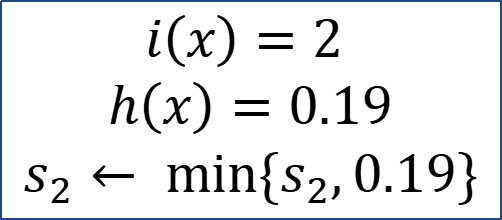 i(x) = 2
h(x) = 0.19
s₂ ← min{s₂, 0.19}